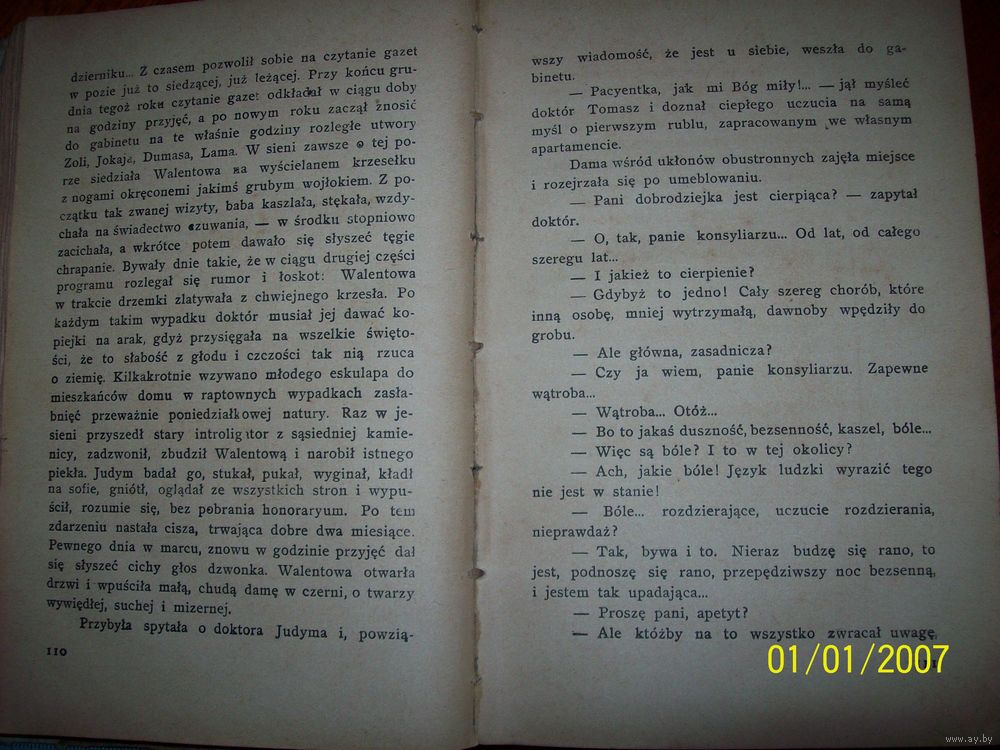 dzierniku... Z czasem pozwolił sobie na czytanie gazet
w pozie już to siedzącej, już leżącej. Przy końcu gru-
dnia tegoż roku czytanie gazet odkładał w ciągu doby
na godziny przyjęć, a po nowym roku zaczął znosić
do gabinetu na te właśnie godziny rozległe utwory
Zoli, Jokaja, Dumasa, Lama. W sieni zawsze o tej po-
rze siedziała Walentowa na wyścielanem krzesełku
z nogami okręconemi jakimś grubym wojłokiem. Z po-
czątku tak zwanej wizyty, baba kaszlała, stękała, wzdy-
chała na świadectwo czuwania, — w środku stopniowo
zacichała, a wkrótce potem dawało się słyszeć tęgie
chrapanie. Bywały dnie takie, że w ciągu drugiej części
programu rozlegał się rumor i łoskot: Walentowa
w trakcie drzemki zlatywała z chwiejnego krzesła. Po
każdym takim wypadku doktór musiał jej dawać ko-
piejki na arak, gdyż przysięgała na wszelkie święto-
ści, że to słabość z głodu i czczości tak nią rzuca
o ziemię. Kilkakrotnie wzywano młodego eskulapa do
mieszkańców domu w raptownych wypadkach zasła-
bnięć przeważnie poniedziałkowej natury. Raz w je-
sieni przyszedł stary introligator z sąsiedniej kamie-
nicy, zadzwonił, zbudził Walentową i narobił istnego
piekła. Judym badał go, stukał, pukał, wyginał, kładł
na sofie, gniótł, oglądał ze wszystkich stron i wypu-
ścił, rozumie się, bez pobrania honoraryum. Po tem
zdarzeniu nastała cisza, trwająca dobre dwa miesiące.
Pewnego dnia w marcu, znowu w godzinie przyjęć dał
się słyszeć cichy głos dzwonka. Walentowa otwarła
drzwi i wpuściła małą, chudą damę w czerni, o twarzy
wywiędłej, suchej i mizernej.
Przybyła spytała o doktora Judyma i, powzią-
110
wszy wiadomość, że jest u siebie, weszła do ga-
binetu.
— Pacyentka, jak mi Bóg miły!... — jął myśleć
doktór Tomasz i doznał ciepłego uczucia na samą
myśl o pierwszym rublu, zapracowanym we własnym
apartamencie.
Dama wśród ukłonów obustronnych zajęła miejsce
i rozejrzała się po umeblowaniu.
— Pani dobrodziejka jest cierpiąca? — zapytał
doktór.
— O, tak, panie konsyliarzu... Od lat, od całego
szeregu lat...
— I jakież to cierpienie?
— Gdybyż to jedno! Cały szereg chorób, które
inną osobę, mniej wytrzymałą, dawnoby wpędziły do
grobu.
— Ale główna, zasadnicza?
— Czy ja wiem, panie konsyliarzu. Zapewne
wątroba...
— Wątroba... Otóż...
— Bo to jakaś duszność, bezsenność, kaszel, bóle...
— Więc są bóle? I to w tej okolicy?
— Ach, jakie bóle! Język ludzki wyrazić tego
nie jest w stanie!
— Bóle... rozdzierające, uczucie rozdzierania,
nieprawdaż?
— Tak, bywa i to. Nieraz budzę się rano, to
jest, podnoszę się rano, przepędziwszy noc bezsenną,
i jestem tak upadająca...
— Proszę pani, apetyt?
— Ale któżby na to wszystko zwracał uwagę,
01/01/2007
www.ay.by